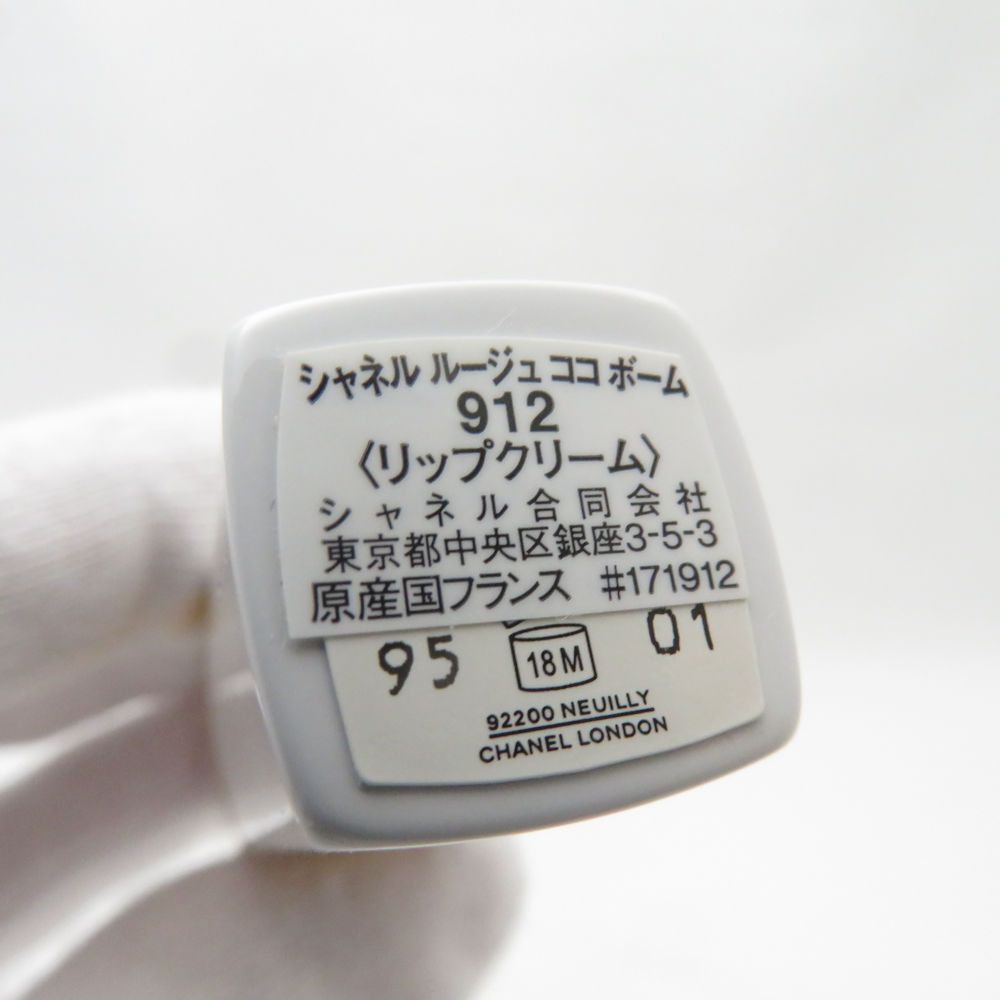 シャネル ルージュ ココ ボーム
912
〈リップクリーム〉
シャネル合同会社
東京都中央区銀座3-5-3
原産国フランス #171912
95 18M 01
92200 NEUILLY
CHANEL LONDON